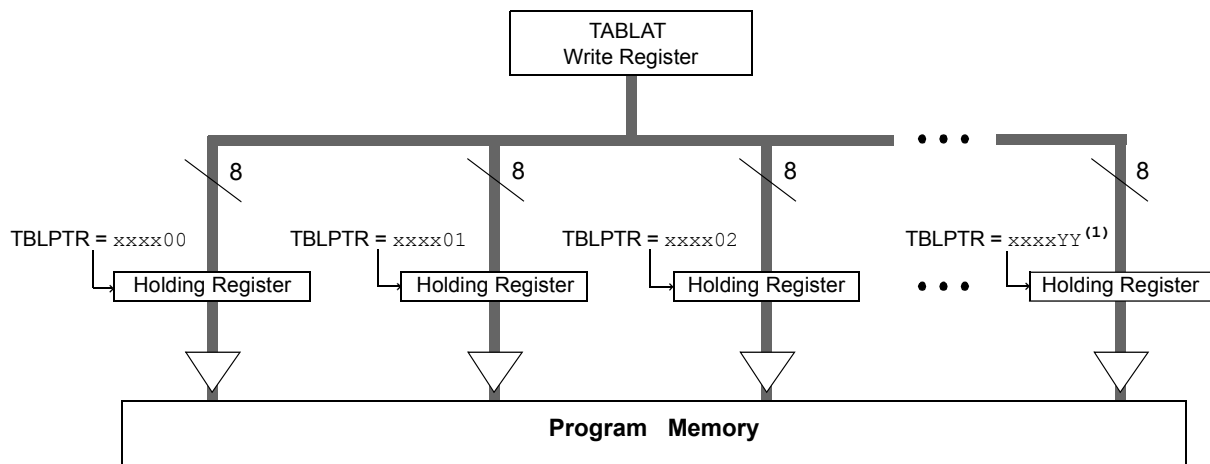 TABLAT
Write Register
8 8 8 8
TBLPTR = xxxx00 TBLPTR = xxxx01 TBLPTR = xxxx02 TBLPTR = xxxxYY(1)
Holding Register Holding Register Holding Register Holding Register
Program Memory